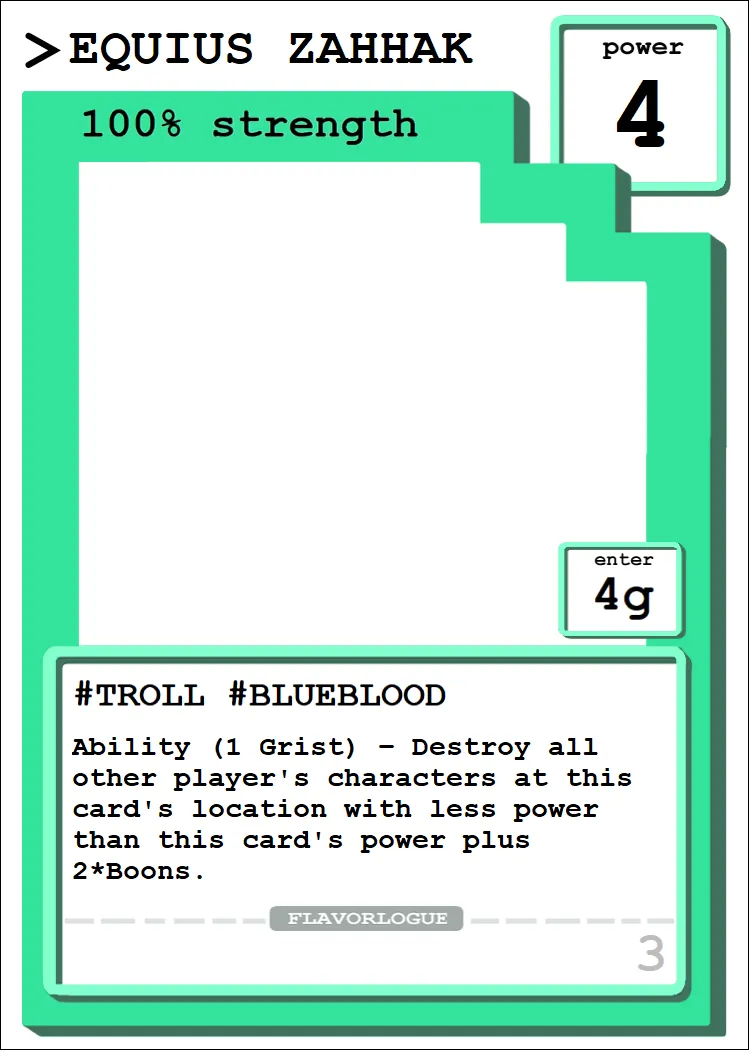 >EQUIUS ZAHHAK
power
4
100% strength
enter
4g
#TROLL #BLUEBLOOD
Ability (1 Grist) – Destroy all
other player's characters at this
card's location with less power
than this card's power plus
2*Boons.
FLAVORLOGUE
3